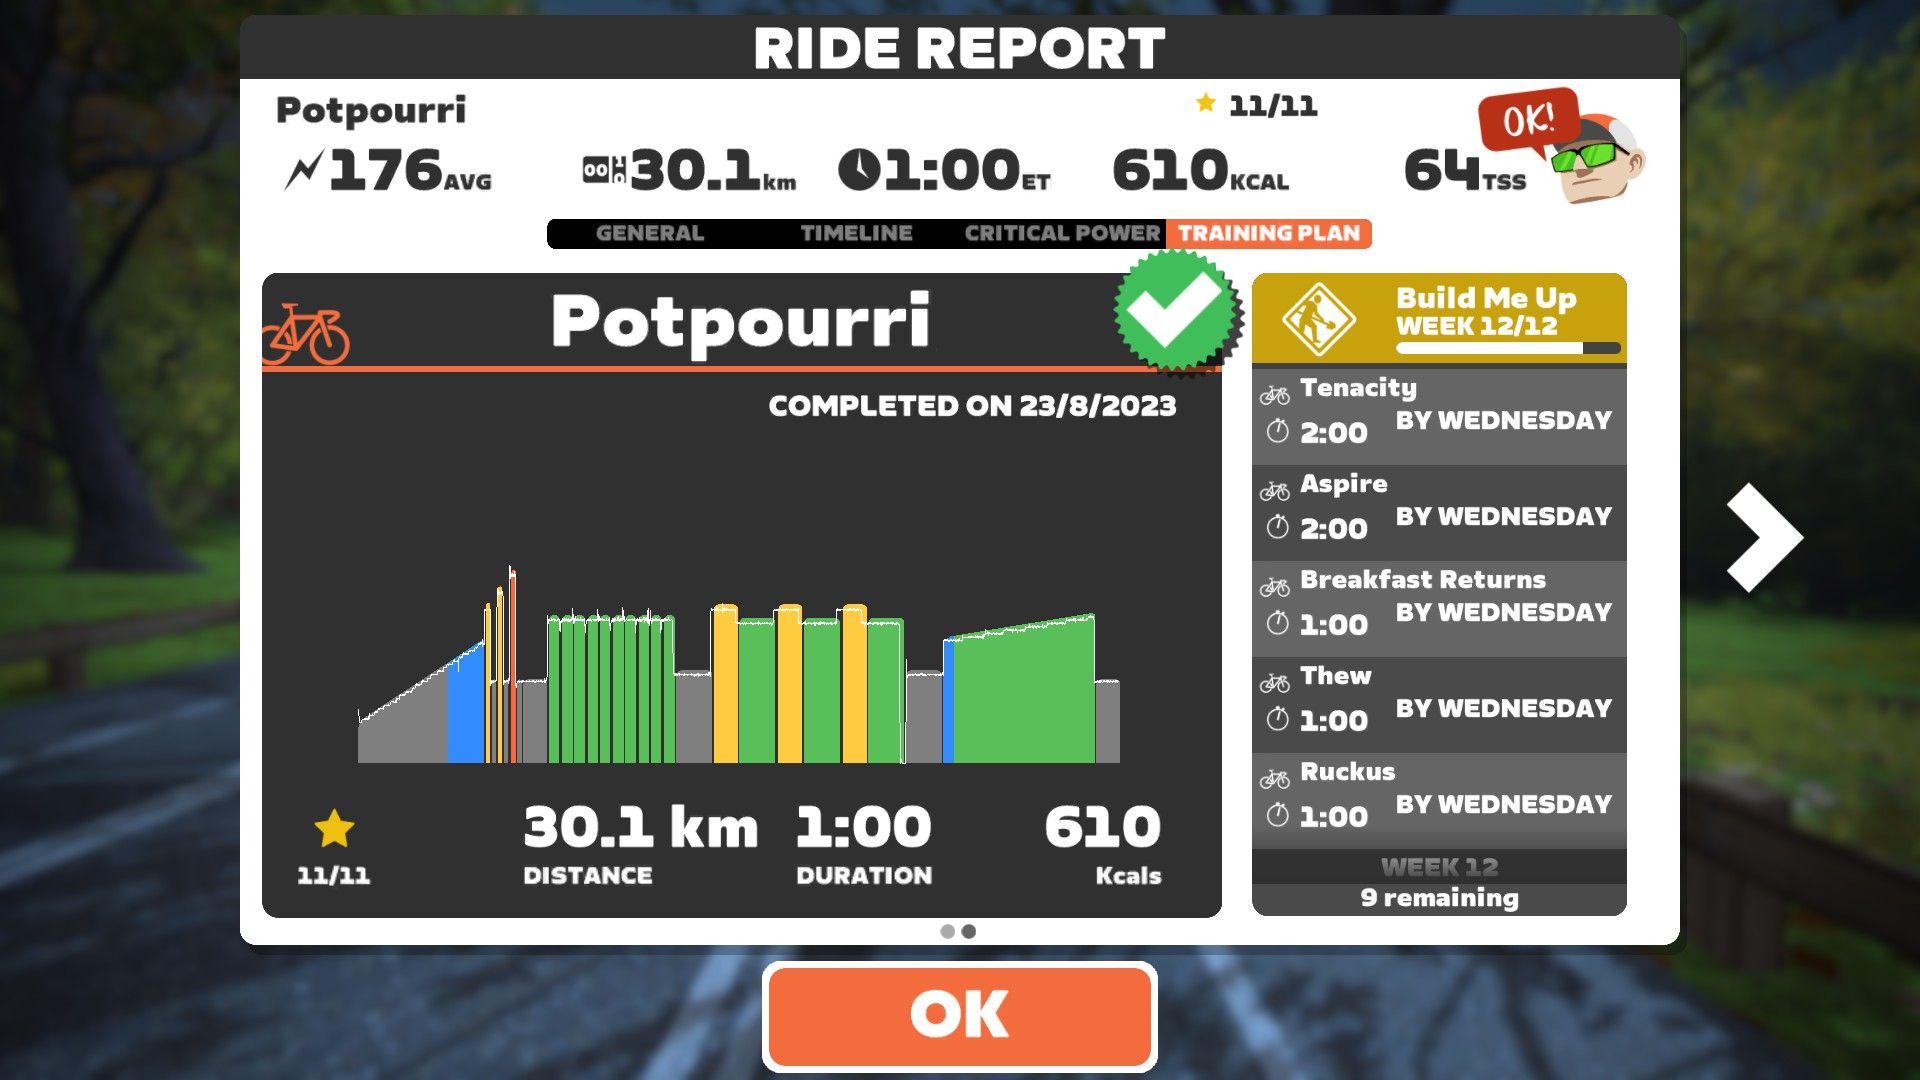 RIDE REPORT
Potpourri
11/11
OK!
176AVG
30.1km
1:00ET
610KCAL
64TSS
GENERAL
TIMELINE
CRITICAL POWER
TRAINING PLAN
Potpourri
COMPLETED ON 23/8/2023
11/11
30.1 km
DISTANCE
1:00
DURATION
610
Kcals
Build Me Up
WEEK 12/12
Tenacity
BY WEDNESDAY
2:00
Aspire
BY WEDNESDAY
2:00
Breakfast Returns
BY WEDNESDAY
1:00
Thew
BY WEDNESDAY
1:00
Ruckus
BY WEDNESDAY
1:00
WEEK 12
9 remaining
OK